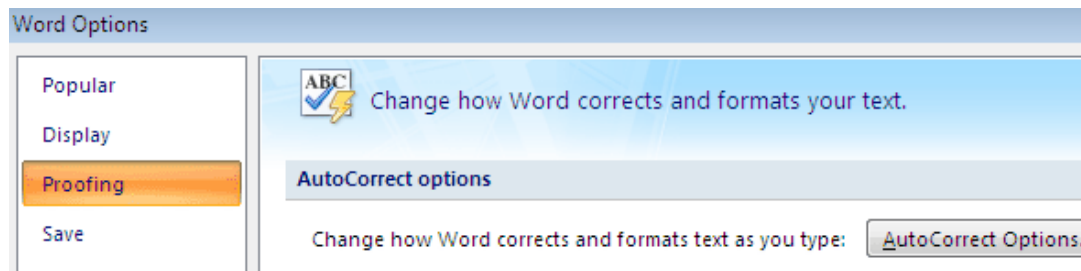 Word Options
Popular
Display
Proofing
Save
ABC
Change how Word corrects and formats your text.
AutoCorrect options
Change how Word corrects and formats text as you type:
AutoCorrect Options.